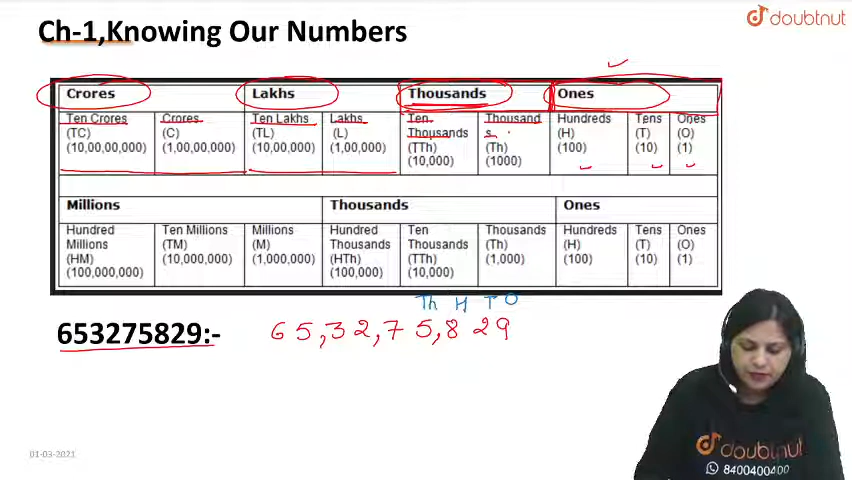 doubtnut
Ch-1,Knowing Our Numbers
Crores Lakhs Thousands Ones
Ten Crores Crores Ten Lakhs Lakhs Ten Thousand Hundreds Tens Ones
(TC) (C) (TL) (L) Thousands s (H) (T) (O)
(10,00,00,000) (1,00,00,000) (10,00,000) (1,00,000) (TTh) (Th) (100) (10) (1)
(10,000) (1000)
Millions Thousands Ones
Hundred Ten Millions Millions Hundred Ten Thousands Hundreds Tens Ones
Millions (TM) (M) Thousands Thousands (Th) (H) (T) (O)
(HM) (10,000,000) (1,000,000) (HTh) (TTh) (1,000) (100) (10) (1)
(100,000,000) (100,000) (10,000)
Th H T O
653275829:- 65,32,75,829
doubtnut
8400400400
01-03-2021